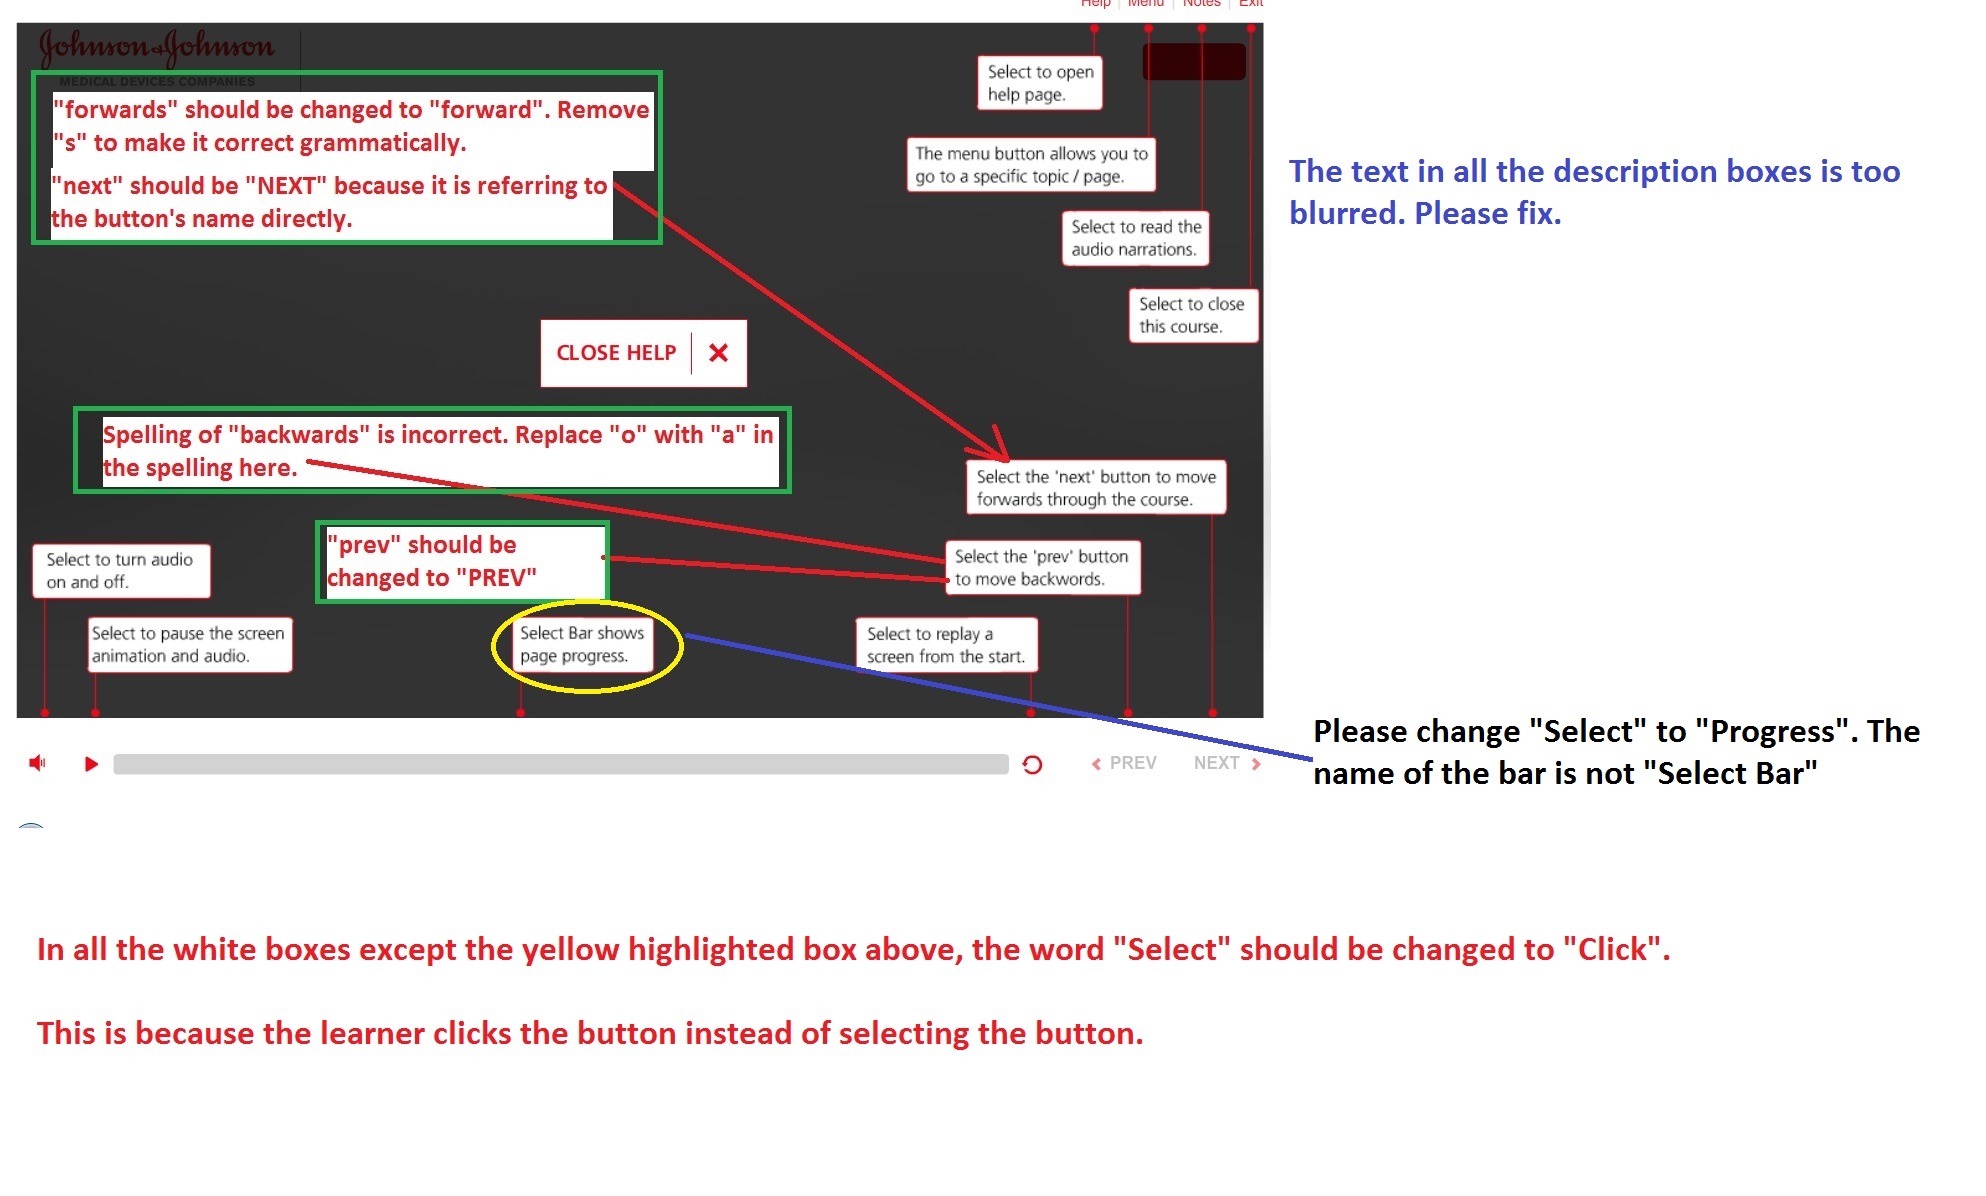 Help | Menu | Notes | Exit
Johnson & Johnson
MEDICAL DEVICES COMPANIES
"forwards" should be changed to "forward". Remove
"s" to make it correct grammatically.
"next" should be "NEXT" because it is referring to
the button's name directly.
Select to open
help page.
The menu button allows you to
go to a specific topic / page.
Select to read the
audio narrations.
Select to close
this course.
The text in all the description boxes is too
blurred. Please fix.
CLOSE HELP
Spelling of "backwards" is incorrect. Replace "o" with "a" in
the spelling here.
Select the 'next' button to move
forwards through the course.
"prev" should be
changed to "PREV"
Select the 'prev' button
to move backwords.
Select to turn audio
on and off.
Select to pause the screen
animation and audio.
Select Bar shows
page progress.
Select to replay a
screen from the start.
PREV
NEXT
Please change "Select" to "Progress". The
name of the bar is not "Select Bar"
In all the white boxes except the yellow highlighted box above, the word "Select" should be changed to "Click".
This is because the learner clicks the button instead of selecting the button.